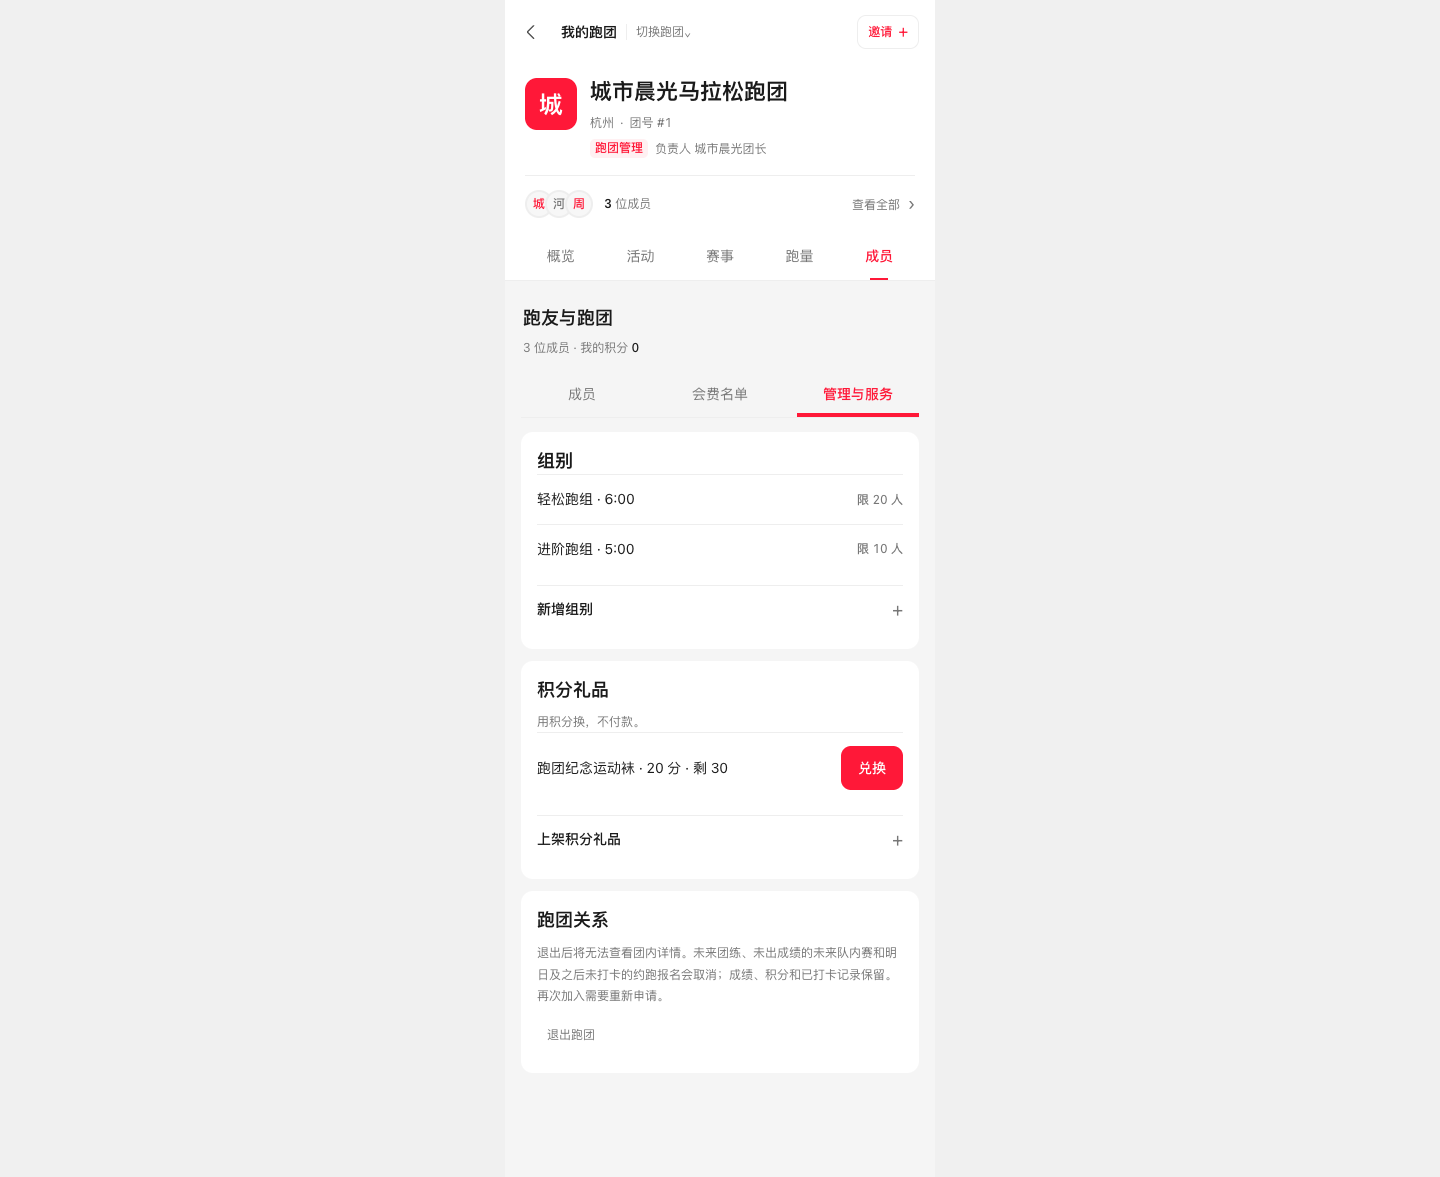 我的跑团 切换跑团
邀请 +
城
城市晨光马拉松跑团
杭州 · 团号 #1
跑团管理 负责人 城市晨光团长
城 河 周 3 位成员 查看全部
概览 活动 赛事 跑量 成员
跑友与跑团
3 位成员 · 我的积分 0
成员 会费名单 管理与服务
组别
轻松跑组 · 6:00 限 20 人
进阶跑组 · 5:00 限 10 人
新增组别 +
积分礼品
用积分换，不付款。
跑团纪念运动袜 · 20 分 · 剩 30 兑换
上架积分礼品 +
跑团关系
退出后将无法查看团内详情。未来团练、未出成绩的未来队内赛和明
日及之后未打卡的约跑报名会取消；成绩、积分和已打卡记录保留。
再次加入需要重新申请。
退出跑团